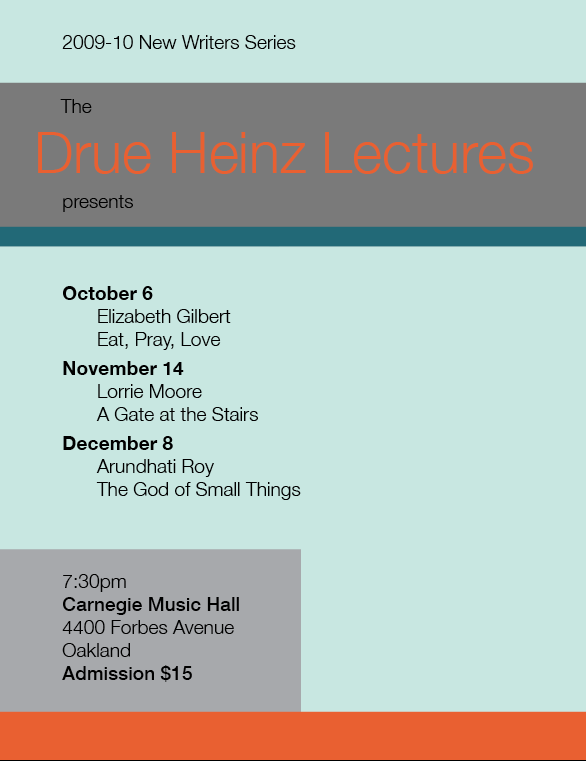 2009-10 New Writers Series
The
Drue Heinz Lectures
presents
October 6
Elizabeth Gilbert
Eat, Pray, Love
November 14
Lorrie Moore
A Gate at the Stairs
December 8
Arundhati Roy
The God of Small Things
7:30pm
Carnegie Music Hall
4400 Forbes Avenue
Oakland
Admission $15